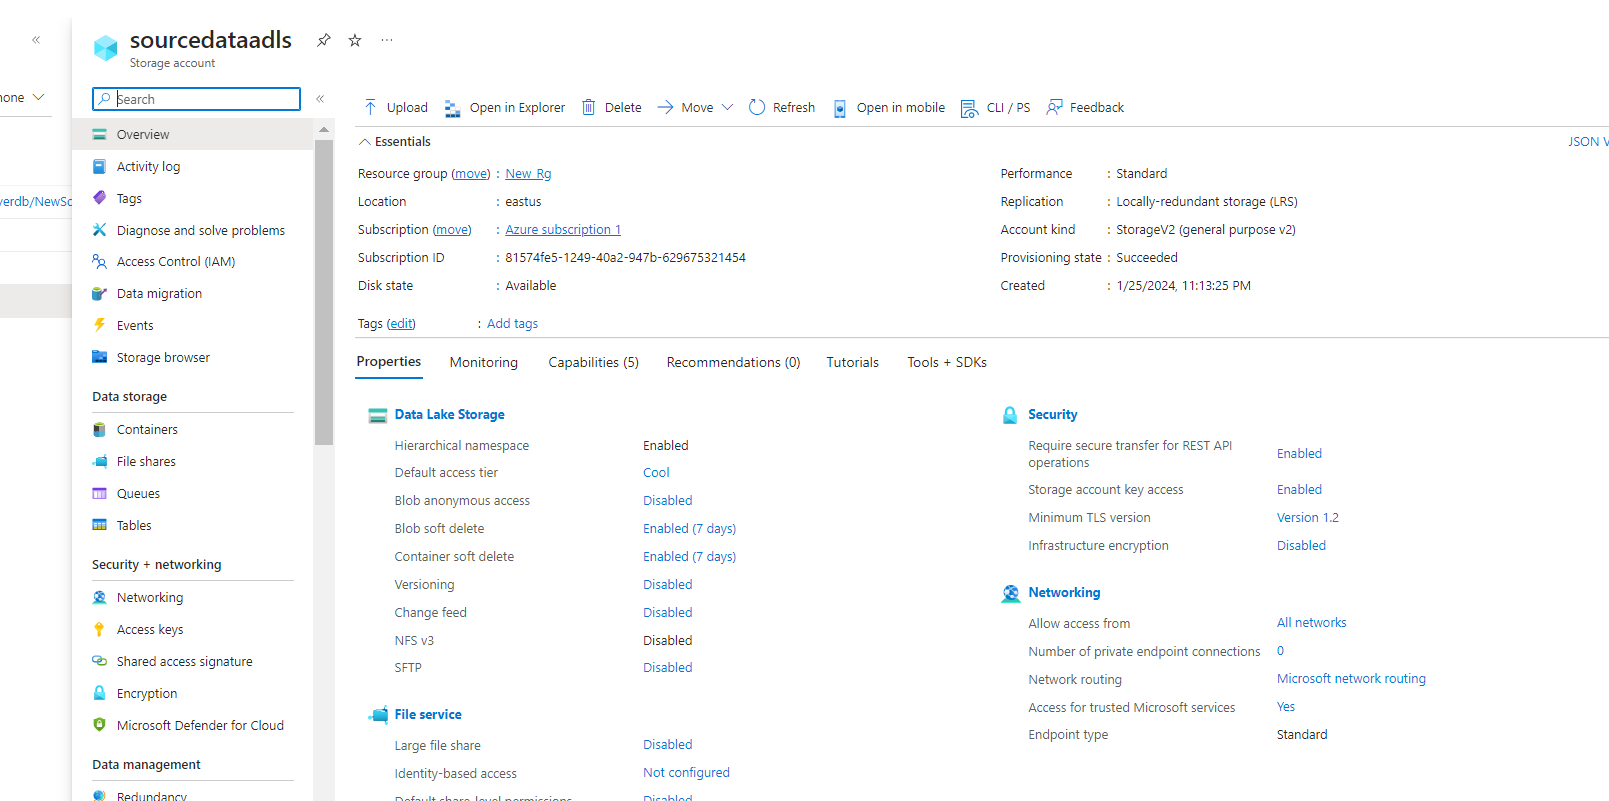 sourcedataadls
Storage account
Search
Overview
Activity log
Tags
Diagnose and solve problems
Access Control (IAM)
Data migration
Events
Storage browser
Data storage
Containers
File shares
Queues
Tables
Security + networking
Networking
Access keys
Shared access signature
Encryption
Microsoft Defender for Cloud
Data management
Redundancy
Upload Open in Explorer Delete Move Refresh Open in mobile CLI / PS Feedback
Essentials
JSON V
Resource group (move) : New_Rg
Location : eastus
Subscription (move) : Azure subscription 1
Subscription ID : 81574fe5-1249-40a2-947b-629675321454
Disk state : Available
Performance : Standard
Replication : Locally-redundant storage (LRS)
Account kind : StorageV2 (general purpose v2)
Provisioning state : Succeeded
Created : 1/25/2024, 11:13:25 PM
Tags (edit) : Add tags
Properties Monitoring Capabilities (5) Recommendations (0) Tutorials Tools + SDKs
Data Lake Storage
Hierarchical namespace Enabled
Default access tier Cool
Blob anonymous access Disabled
Blob soft delete Enabled (7 days)
Container soft delete Enabled (7 days)
Versioning Disabled
Change feed Disabled
NFS v3 Disabled
SFTP Disabled
File service
Large file share Disabled
Identity-based access Not configured
Default share-level permissions Disabled
Security
Require secure transfer for REST API
operations Enabled
Storage account key access Enabled
Minimum TLS version Version 1.2
Infrastructure encryption Disabled
Networking
Allow access from All networks
Number of private endpoint connections 0
Network routing Microsoft network routing
Access for trusted Microsoft services Yes
Endpoint type Standard